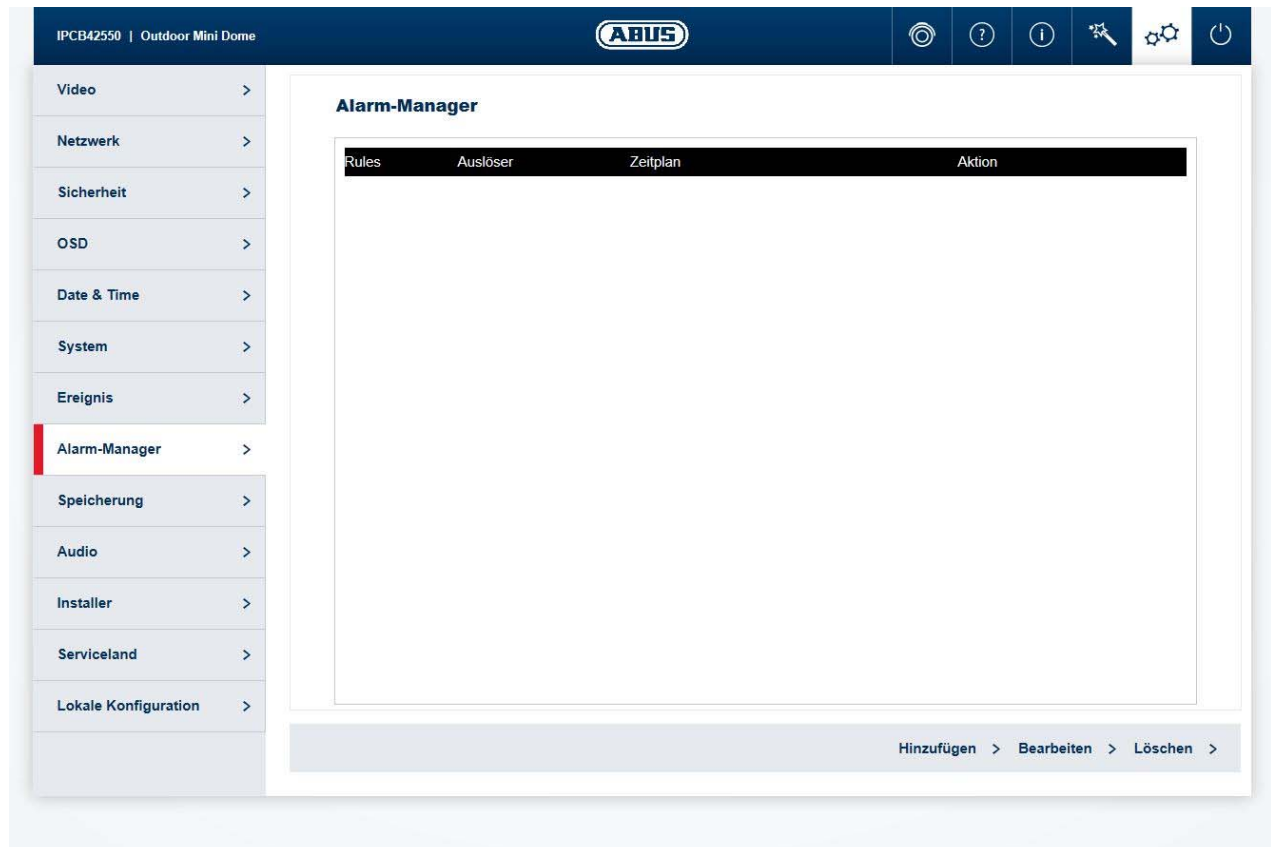 IPCB42550 | Outdoor Mini Dome
ABUS
?
i
Video >
Netzwerk >
Sicherheit >
OSD >
Date & Time >
System >
Ereignis >
Alarm-Manager >
Speicherung >
Audio >
Installer >
Serviceland >
Lokale Konfiguration >
Alarm-Manager
Rules Auslöser Zeitplan Aktion
Hinzufügen > Bearbeiten > Löschen >